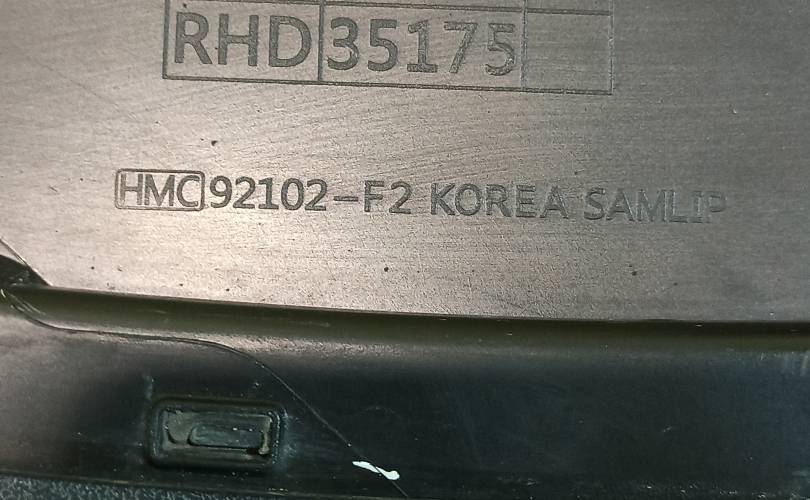 RHD 35175
HMC 92102-F2 KOREA SAMLIP